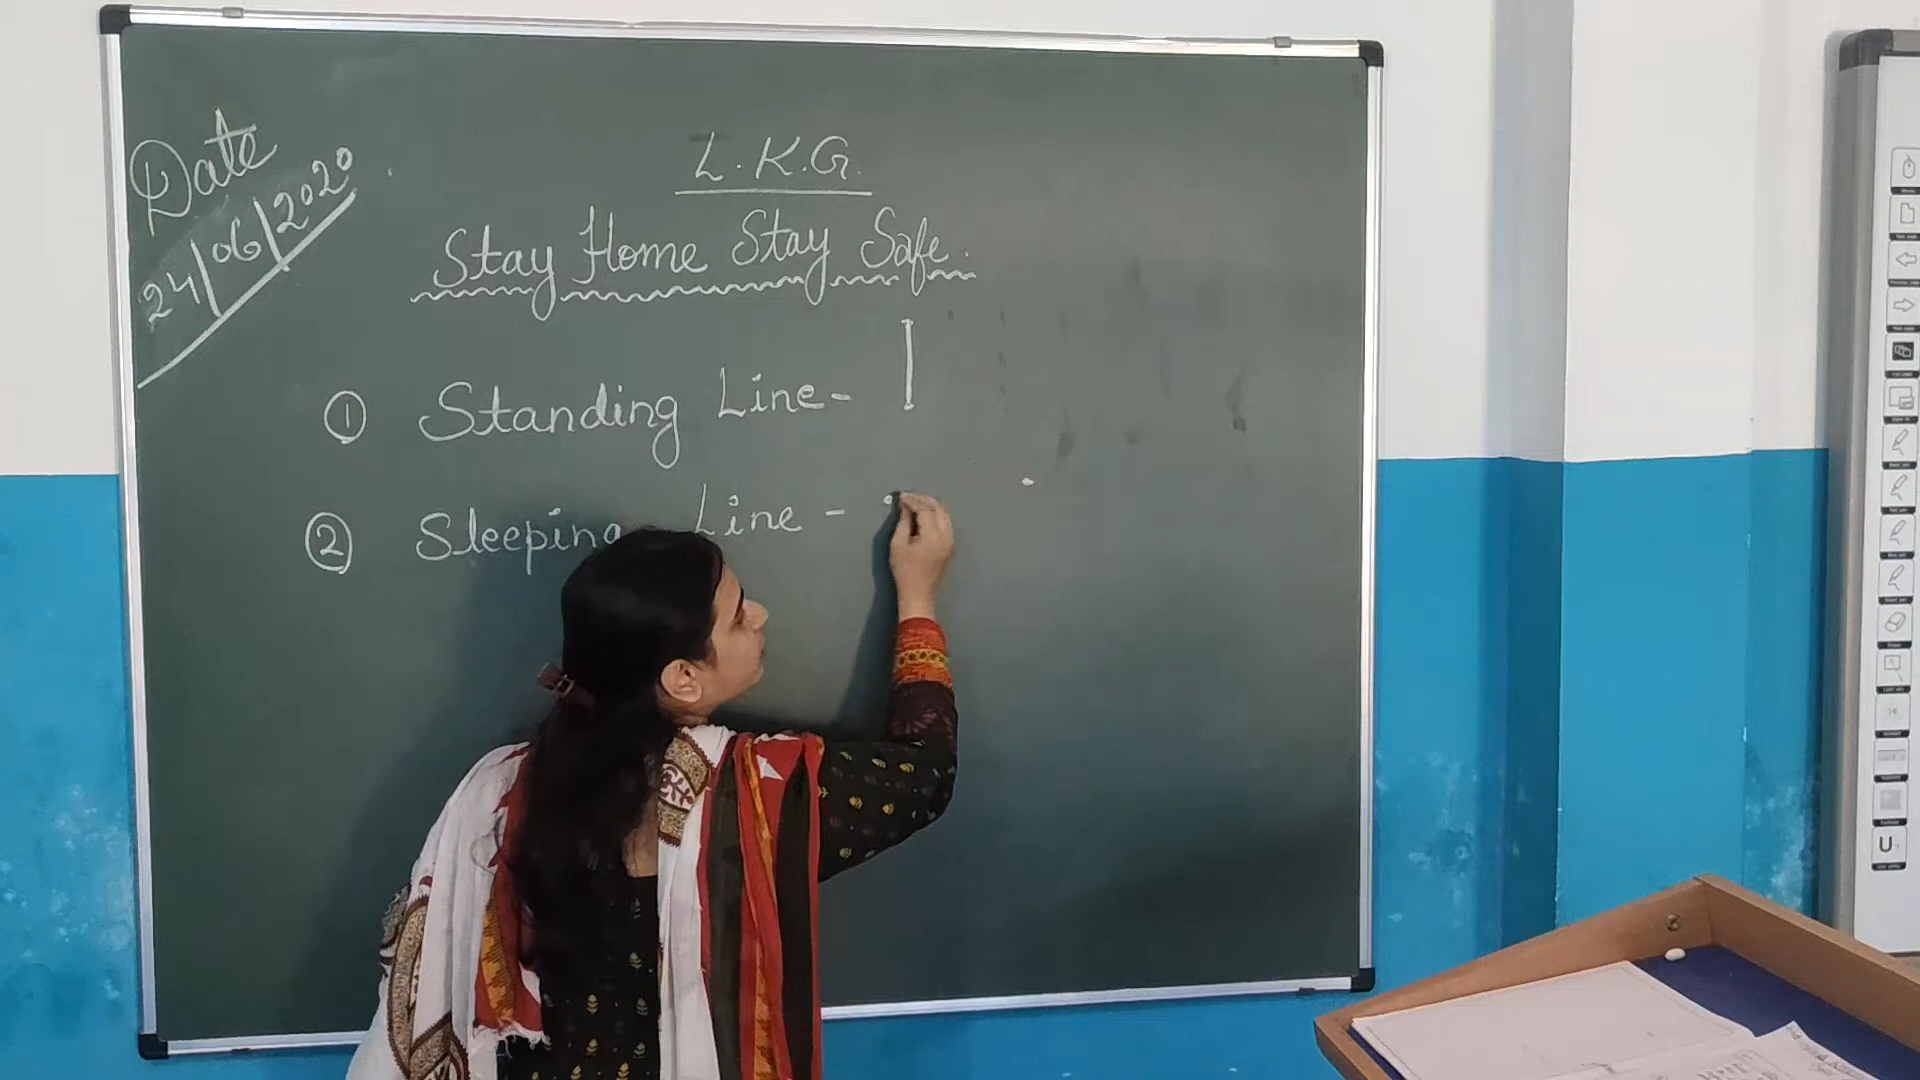 Date
24/06/2020
L.K.G.
Stay Home Stay Safe.
① Standing Line-
② Sleeping Line -